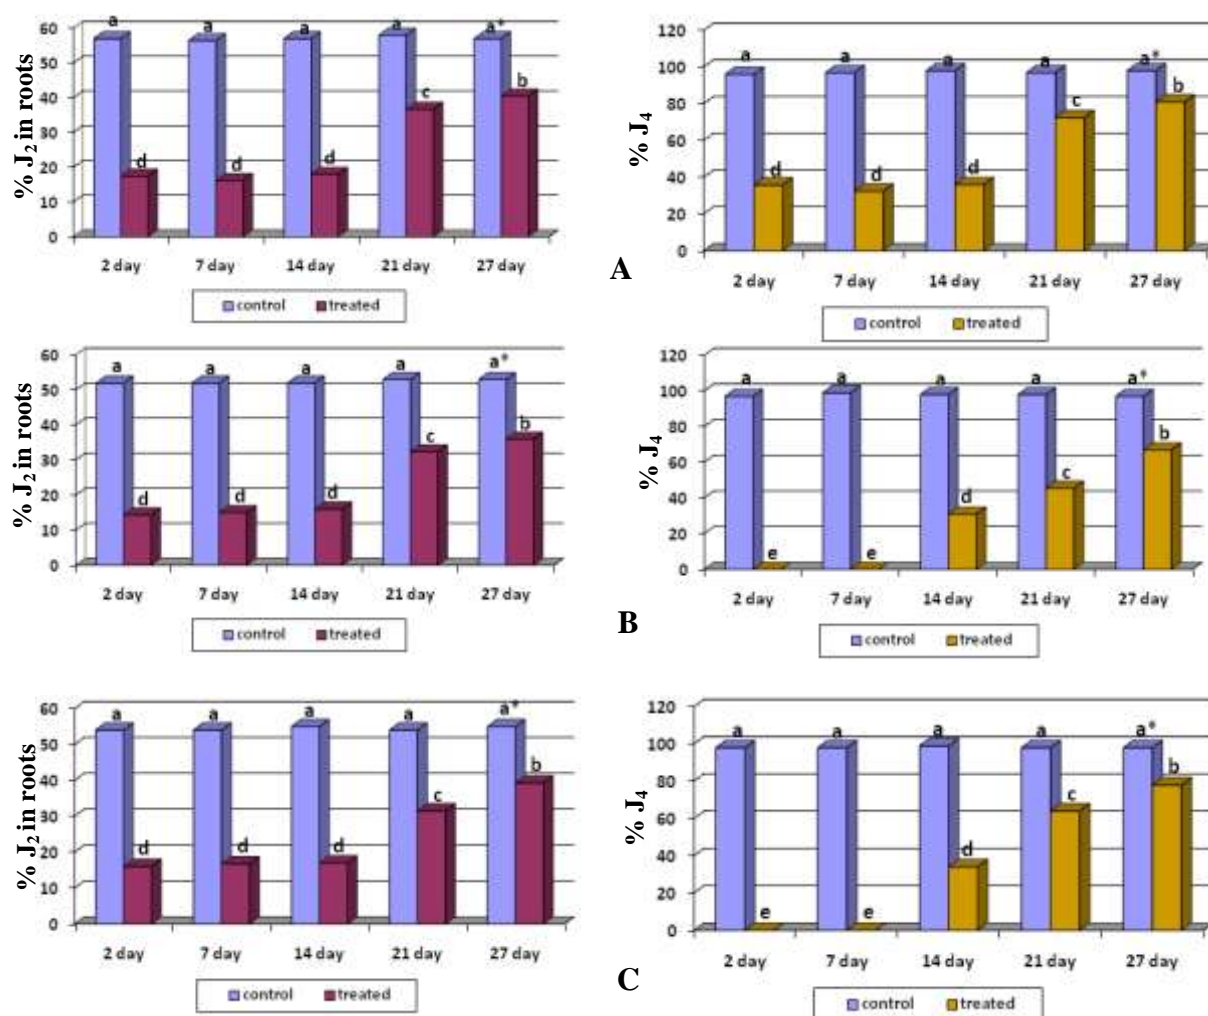 % J2 in roots
60
50
40
30
20
10
0
a a a a a*
d d d c b
2 day 7 day 14 day 21 day 27 day
control treated
% J4
120
100
80
60
40
20
0
a a a a a*
d d d c b
2 day 7 day 14 day 21 day 27 day
control treated
A
% J2 in roots
60
50
40
30
20
10
0
a a a a a*
d d d c b
2 day 7 day 14 day 21 day 27 day
control treated
% J4
120
100
80
60
40
20
0
a a a a a*
e e d c b
2 day 7 day 14 day 21 day 27 day
control treated
B
% J2 in roots
60
50
40
30
20
10
0
a a a a a*
d d d c b
2 day 7 day 14 day 21 day 27 day
control treated
% J4
120
100
80
60
40
20
0
a a a a a*
e e d c b
2 day 7 day 14 day 21 day 27 day
control treated
C